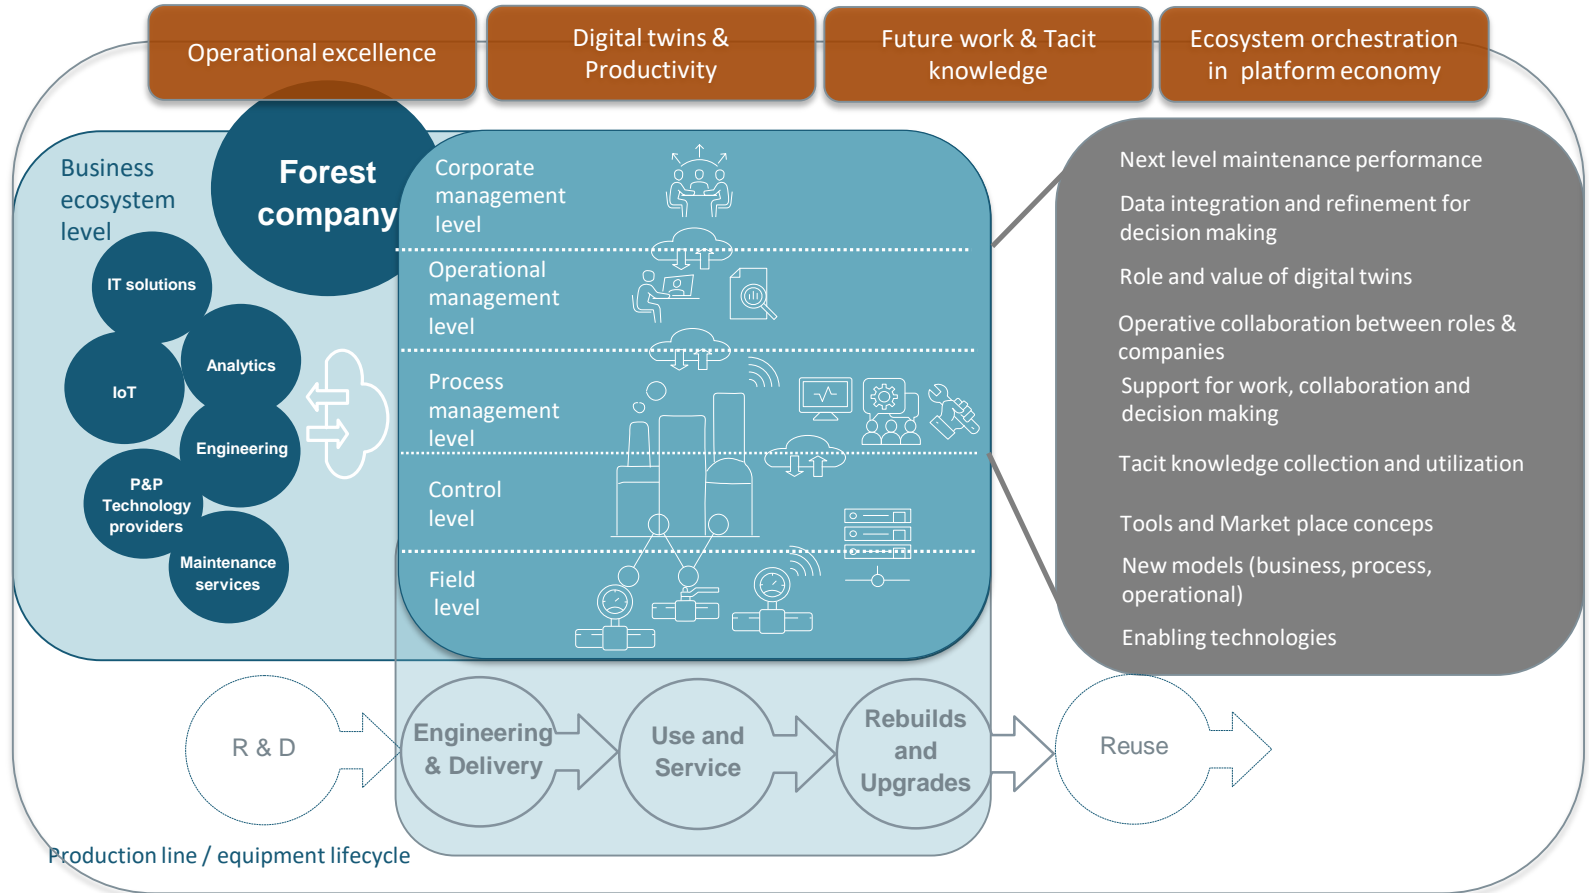 Operational excellence
Digital twins &
Productivity
Future work & Tacit
knowledge
Ecosystem orchestration
in platform economy
Business
ecosystem
level
Forest
company
IT solutions
Analytics
IoT
Engineering
P&P
Technology
providers
Maintenance
services
Corporate
management
level
Operational
management
level
Process
management
level
Control
level
Field
level
Next level maintenance performance
Data integration and refinement for
decision making
Role and value of digital twins
Operative collaboration between roles &
companies
Support for work, collaboration and
decision making
Tacit knowledge collection and utilization
Tools and Market place conceps
New models (business, process,
operational)
Enabling technologies
R & D
Engineering
& Delivery
Use and
Service
Rebuilds
and
Upgrades
Reuse
Production line / equipment lifecycle